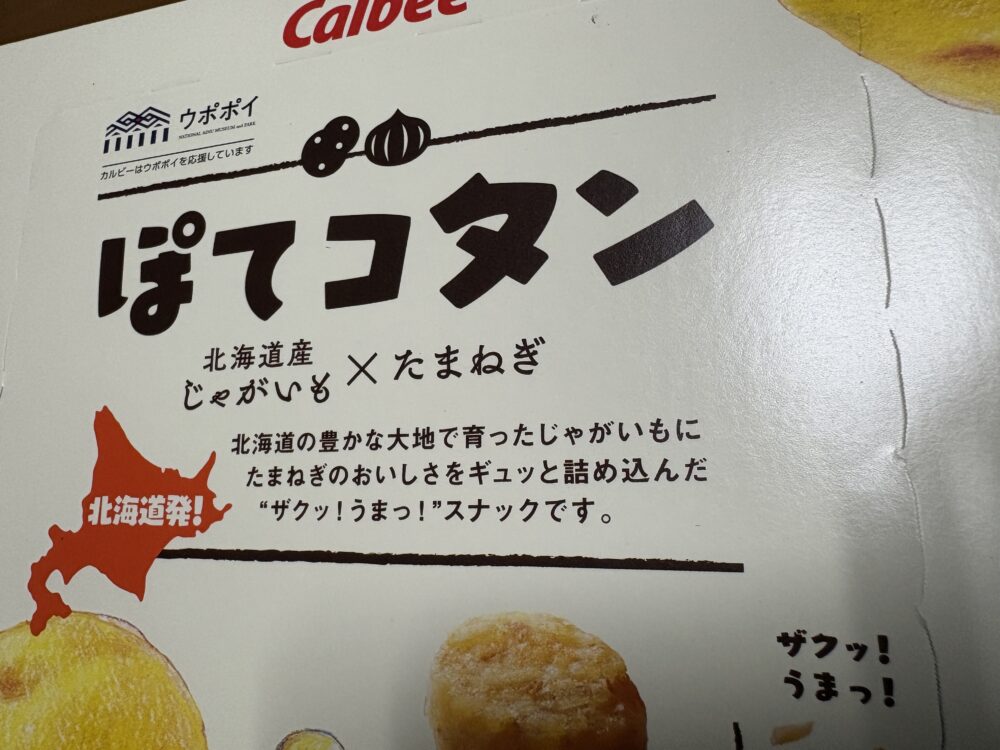 Calbee
ウポポイ
NATIONAL AINU MUSEUM and PARK
カルビーはウポポイを応援しています
ぽてコタン
北海道産
じゃがいも×たまねぎ
北海道の豊かな大地で育ったじゃがいもに
たまねぎのおいしさをギュッと詰め込んだ
“ザクッ!うまっ!”スナックです。
北海道発!
ザクッ!
うまっ!